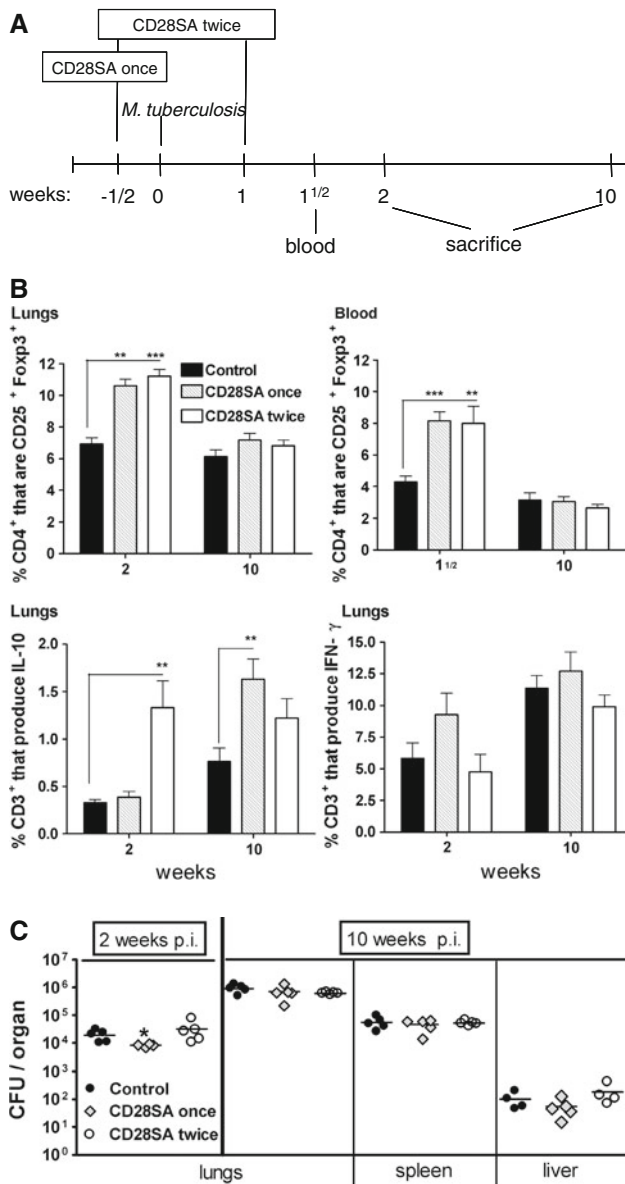 A
CD28SA twice
CD28SA once
M. tuberculosis
weeks: -1/2 0 1 1 1/2 2 10
blood sacrifice
B
Lungs
% CD4+ that are CD25+ Foxp3+
12
10
8
6
4
2
0
** ***
Control
CD28SA once
CD28SA twice
2 10
Blood
% CD4+ that are CD25+ Foxp3+
12
10
8
6
4
2
0
*** **
1 1/2 10
Lungs
% CD3+ that produce IL-10
2.0
1.5
1.0
0.5
0.0
** **
2 10
weeks
Lungs
% CD3+ that produce IFN- γ
15.0
12.5
10.0
7.5
5.0
2.5
0.0
2 10
weeks
C
2 weeks p.i. 10 weeks p.i.
CFU / organ
10^7
10^6
10^5
10^4
10^3
10^2
10^1
10^0
*
Control
CD28SA once
CD28SA twice
lungs spleen liver